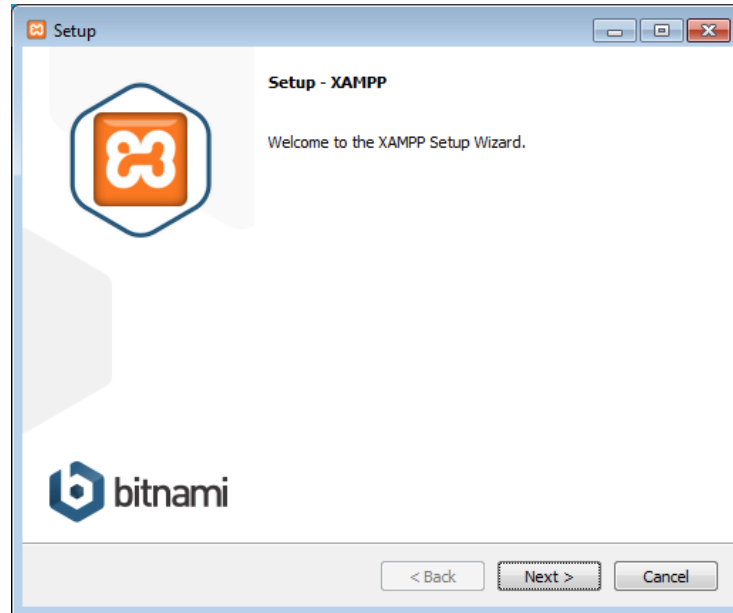 Setup
Setup - XAMPP
Welcome to the XAMPP Setup Wizard.
bitnami
< Back
Next >
Cancel